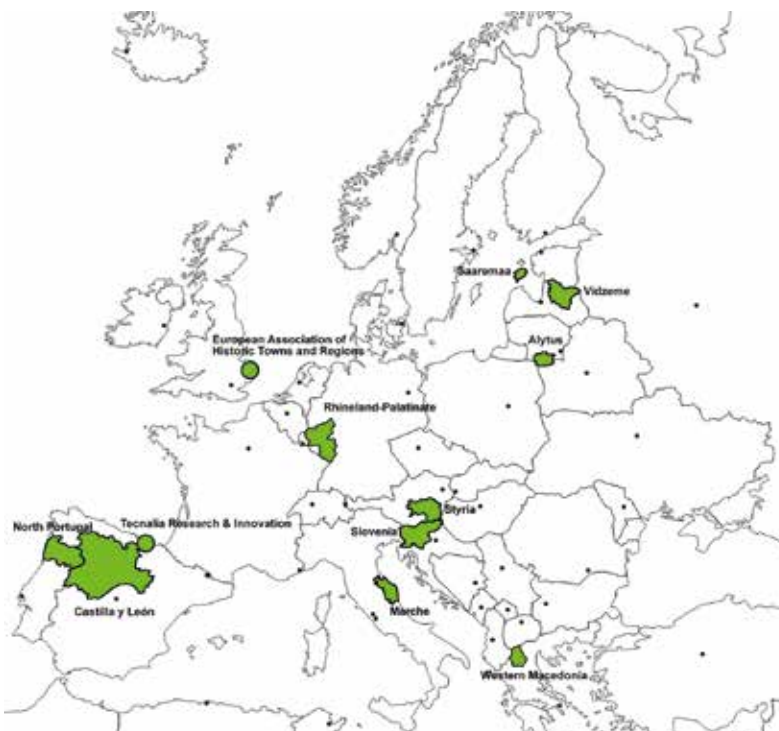 Saaremaa
Vidzeme
Alytus
European Association of
Historic Towns and Regions
Rhineland-Palatinate
Styria
North Portugal
Tecnalia Research & Innovation
Slovenia
Castilla y León
Marche
Western Macedonia